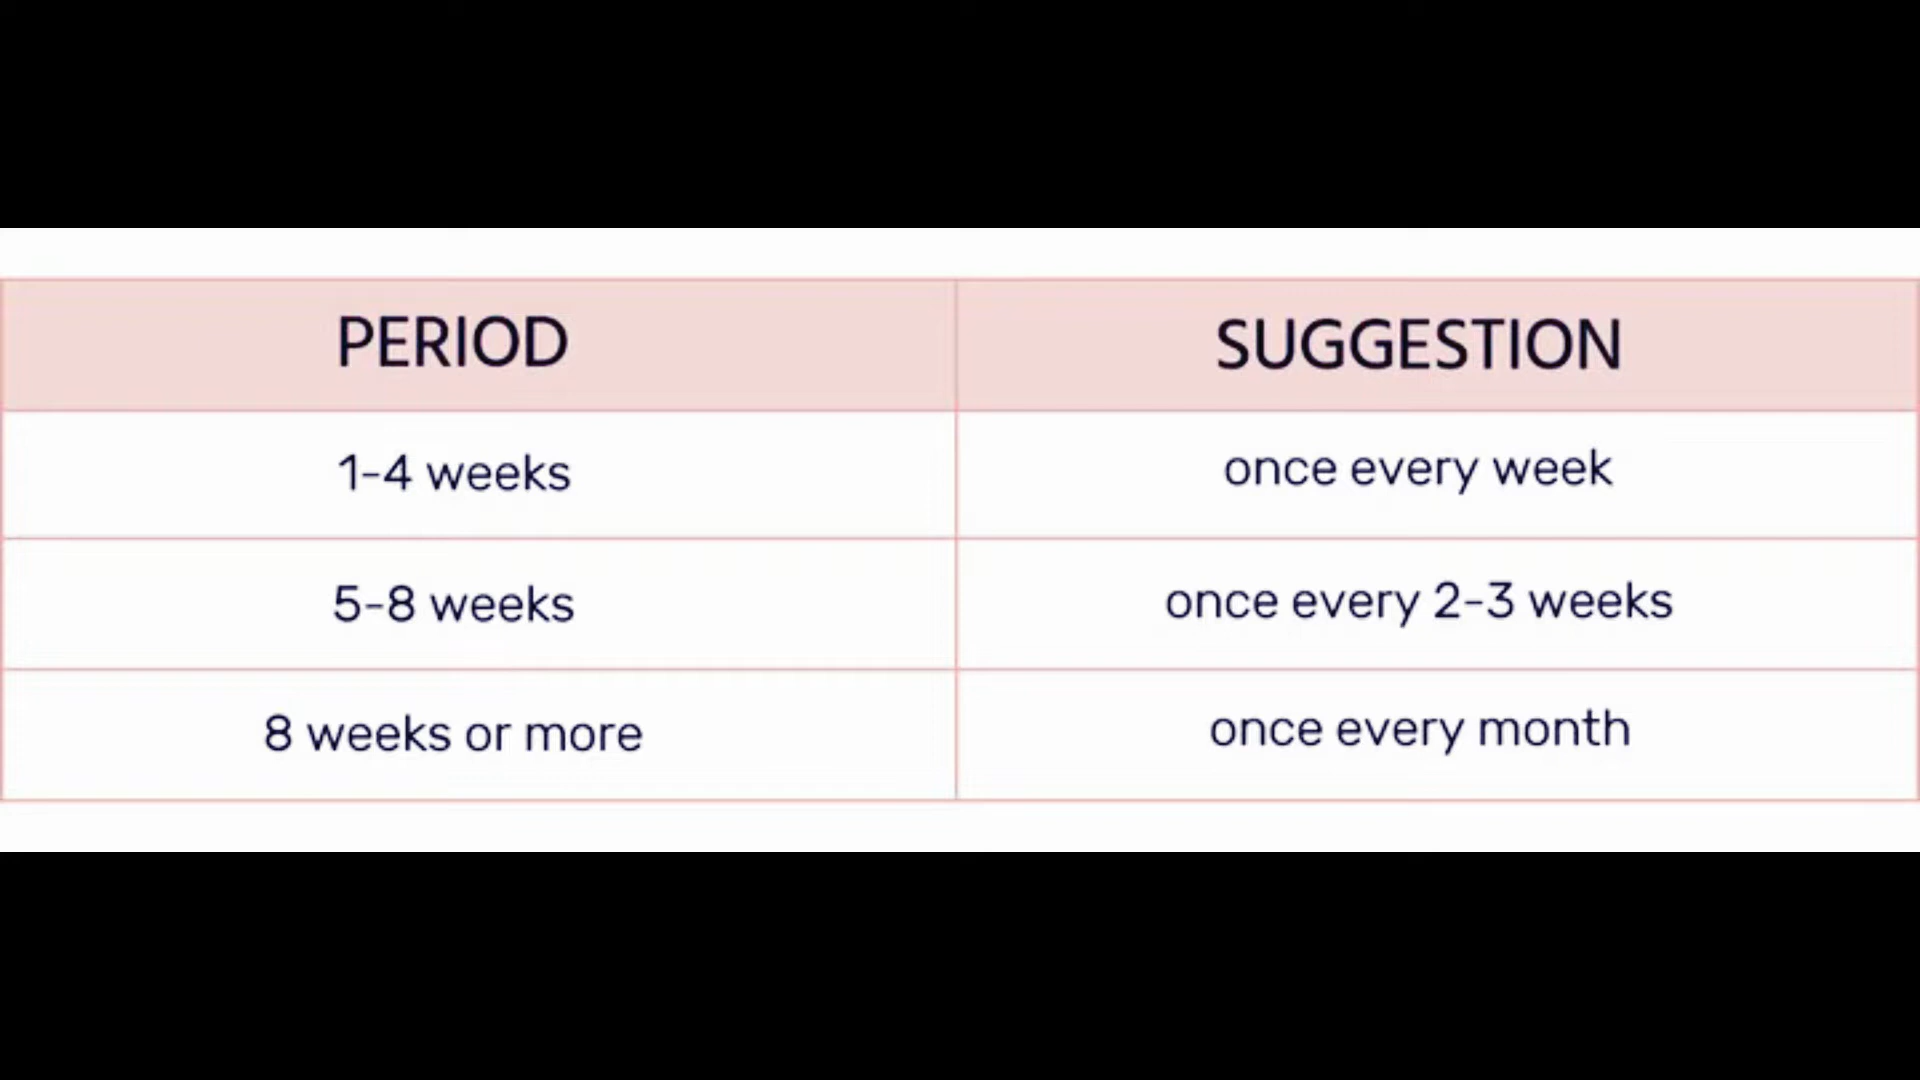 PERIOD SUGGESTION
1-4 weeks once every week
5-8 weeks once every 2-3 weeks
8 weeks or more once every month